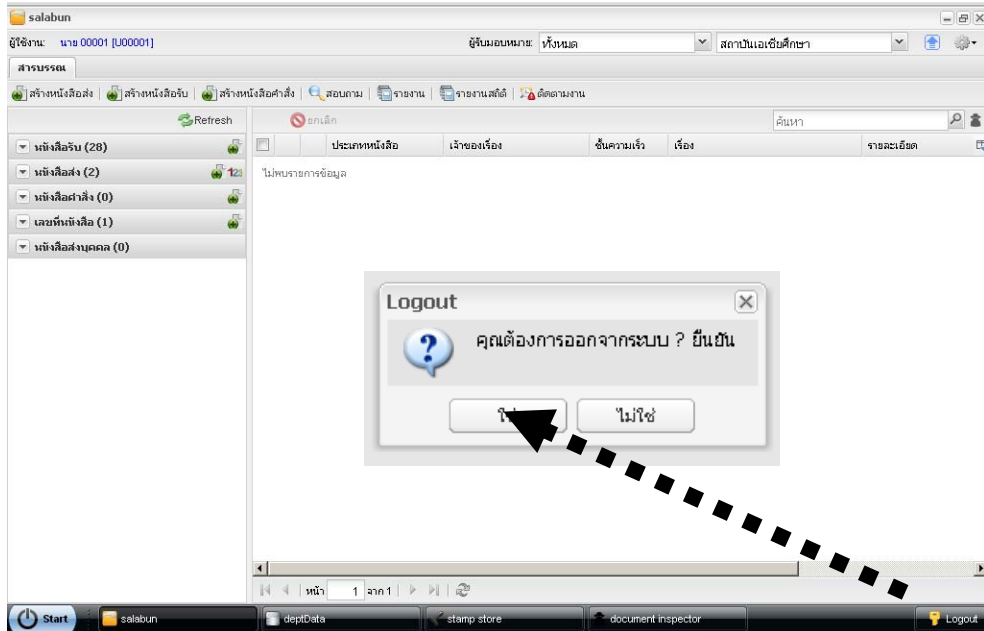 salabun
ผู้ใช้งาน: นาย 00001 [U00001] ผู้รับมอบหมาย: ทั้งหมด สถาบันเอเชียศึกษา
สารบรรณ
สร้างหนังสือส่ง สร้างหนังสือรับ สร้างหนังสือคำสั่ง สอบถาม รายงาน รายงานสถิติ ติดตามงาน
Refresh ยกเลิก ค้นหา
ประเภทหนังสือ เจ้าของเรื่อง ชั้นความเร็ว เรื่อง รายละเอียด
หนังสือรับ (28)
ไม่พบรายการข้อมูล
หนังสือส่ง (2) 123
หนังสือคำสั่ง (0)
เลขที่หนังสือ (1)
หนังสือส่งบุคคล (0)
Logout
คุณต้องการออกจากระบบ ? ยืนยัน
ไม่ใช่
หน้า 1 จาก 1
Start salabun deptData stamp store document inspector Logout